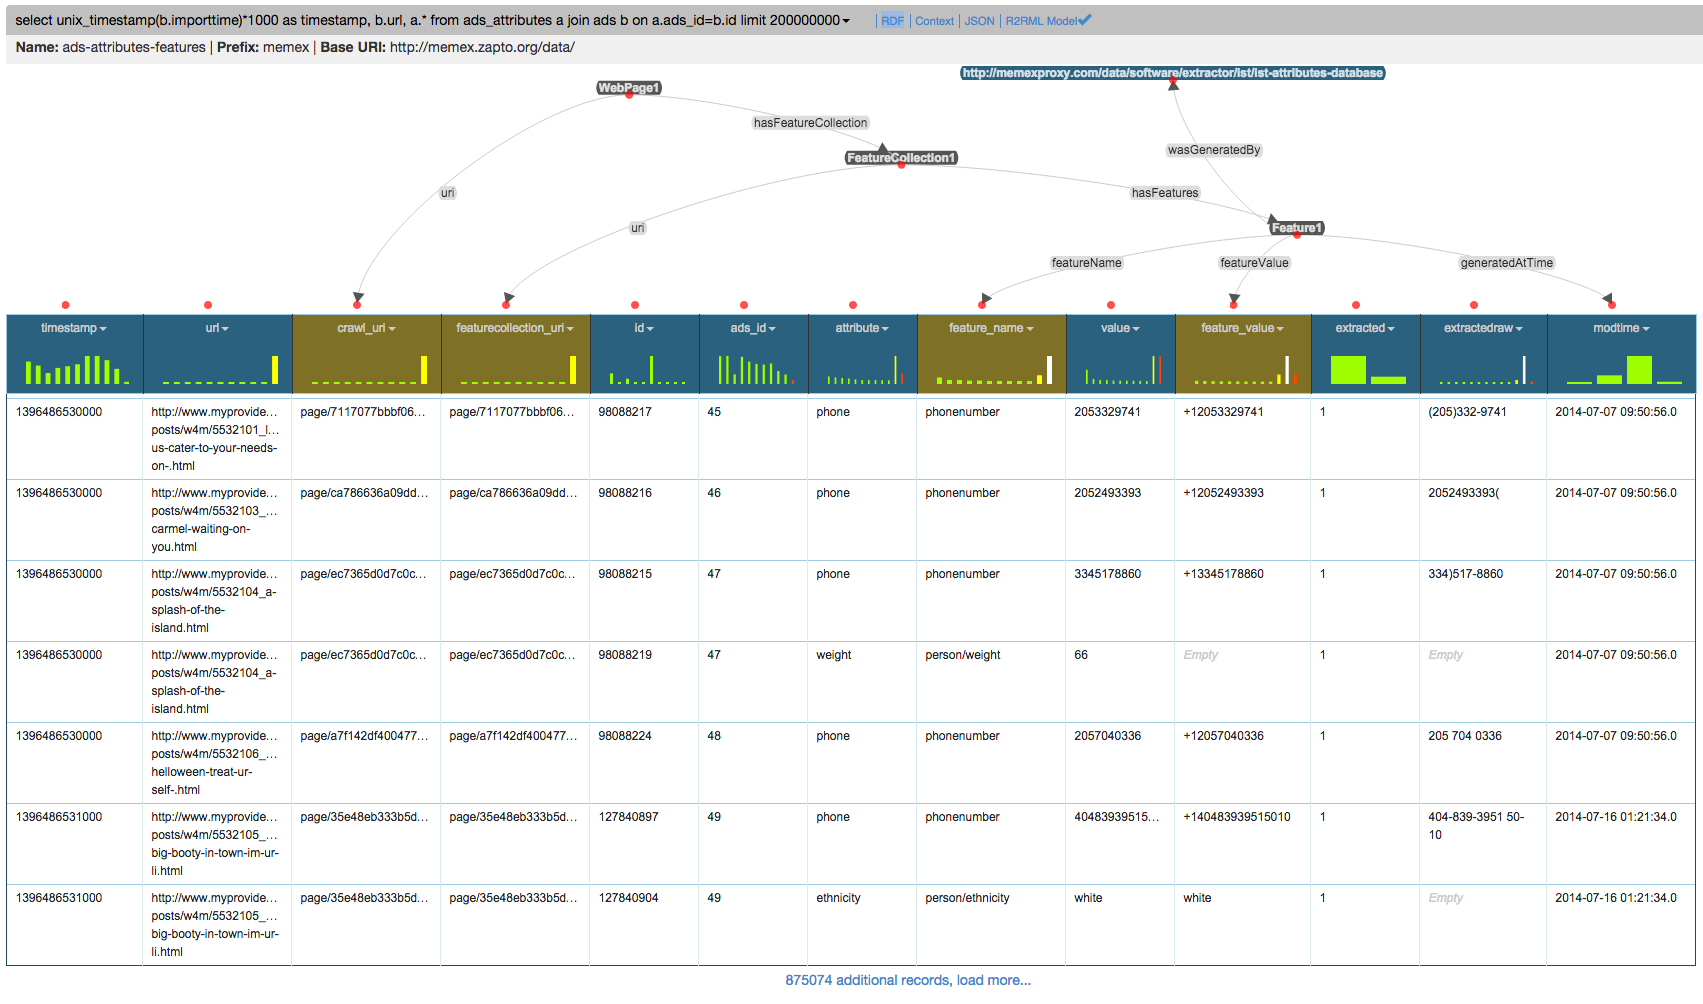 select unix_timestamp(b.importtime)*1000 as timestamp, b.url, a.* from ads_attributes a join ads b on a.ads_id=b.id limit 200000000 | RDF | Context | JSON | R2RML Model
Name: ads-attributes-features | Prefix: memex | Base URI: http://memex.zapto.org/data/
http://memexproxy.com/data/software/extractor/ist/ist-attributes-database
WebPage1
hasFeatureCollection
wasGeneratedBy
FeatureCollection1
uri
hasFeatures
uri
Feature1
featureName
featureValue
generatedAtTime
timestamp url crawl_url featurecollection_uri id ads_id attribute feature_name value feature_value extracted extractedraw modtime
1396486530000 http://www.myprovide... page/7117077bbbf06... page/7117077bbbf06... 98088217 45 phone phonenumber 2053329741 +12053329741 1 (205)332-9741 2014-07-07 09:50:56.0
posts/w4m/5532101_l...
us-cater-to-your-needs-
on-.html
1396486530000 http://www.myprovide... page/ca786636a09dd... page/ca786636a09dd... 98088216 46 phone phonenumber 2052493393 +12052493393 1 2052493393( 2014-07-07 09:50:56.0
posts/w4m/5532103_...
carmel-waiting-on-
you.html
1396486530000 http://www.myprovide... page/ec7365d0d7c0c... page/ec7365d0d7c0c... 98088215 47 phone phonenumber 3345178860 +13345178860 1 334)517-8860 2014-07-07 09:50:56.0
posts/w4m/5532104_a-
splash-of-the-
island.html
1396486530000 http://www.myprovide... page/ec7365d0d7c0c... page/ec7365d0d7c0c... 98088219 47 weight person/weight 66 Empty 1 Empty 2014-07-07 09:50:56.0
posts/w4m/5532104_a-
splash-of-the-
island.html
1396486530000 http://www.myprovide... page/a7f142df400477... page/a7f142df400477... 98088224 48 phone phonenumber 2057040336 +12057040336 1 205 704 0336 2014-07-07 09:50:56.0
posts/w4m/5532106_...
helloween-treat-ur-
self-.html
1396486531000 http://www.myprovide... page/35e48eb333b5d... page/35e48eb333b5d... 127840897 49 phone phonenumber 40483939515... +140483939515010 1 404-839-3951 50- 2014-07-16 01:21:34.0
posts/w4m/5532105_... 10
big-booty-in-town-im-ur-
li.html
1396486531000 http://www.myprovide... page/35e48eb333b5d... page/35e48eb333b5d... 127840904 49 ethnicity person/ethnicity white white 1 Empty 2014-07-16 01:21:34.0
posts/w4m/5532105_...
big-booty-in-town-im-ur-
li.html
875074 additional records, load more...